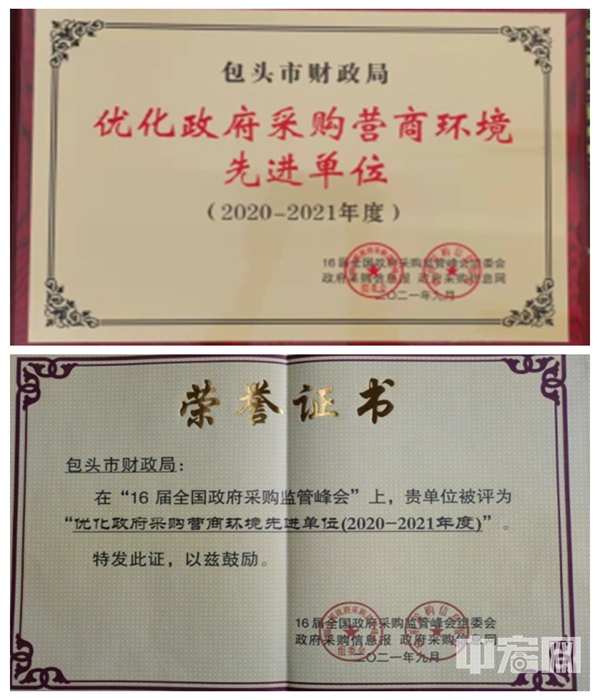 包头市财政局
优化政府采购营商环境
先进单位
(2020-2021年度)
16届全国政府采购监管峰会组委会
政府采购信息报 政府采购信息网
二〇二一年九月
荣誉证书
包头市财政局：
在“16届全国政府采购监管峰会”上，贵单位被评为
“优化政府采购营商环境先进单位(2020-2021年度)”。
特发此证，以兹鼓励。
16届全国政府采购监管峰会组委会
政府采购信息报 政府采购信息网
二〇二一年九月
中宏网